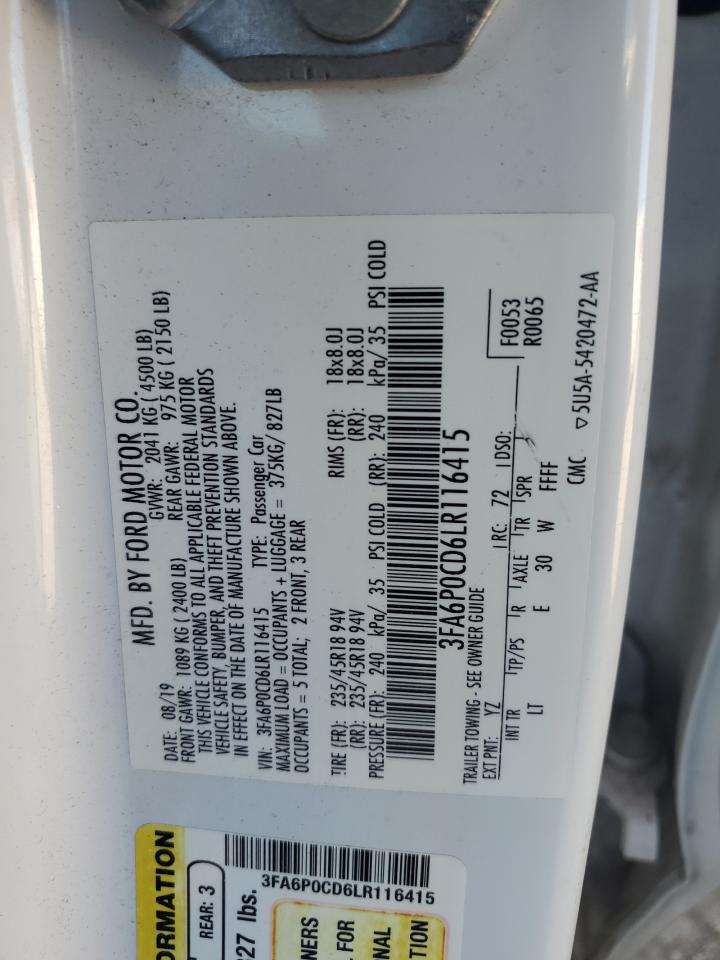 MFD. BY FORD MOTOR CO.
DATE: 08/19 GVWR: 2041 KG ( 4500 LB)
FRONT GAWR: 1089 KG ( 2400 LB) REAR GAWR: 975 KG ( 2150 LB)
THIS VEHICLE CONFORMS TO ALL APPLICABLE FEDERAL MOTOR
VEHICLE SAFETY, BUMPER, AND THEFT PREVENTION STANDARDS
IN EFFECT ON THE DATE OF MANUFACTURE SHOWN ABOVE.
VIN: 3FA6P0CD6LR116415 TYPE: Passenger Car
MAXIMUM LOAD = OCCUPANTS + LUGGAGE = 375KG/ 827LB
OCCUPANTS = 5 TOTAL; 2 FRONT, 3 REAR
TIRE (FR): 235/45R18 94V RIMS (FR): 18x8.0J
(RR): 235/45R18 94V (RR): 18x8.0J
PRESSURE (FR): 240 kPa/ 35 PSI COLD (RR): 240 kPa/ 35 PSI COLD
3FA6P0CD6LR116415
TRAILER TOWING - SEE OWNER GUIDE
EXT PNT: YZ RC: 72 DSO: F0053
INT TR TP/PS R AXLE TR SPR R0065
LT E 30 W J FFFF
CMC ▽5U5A-5420472-AA
ORMATION
REAR: 3
827 lbs.
3FA6P0CD6LR116415
NERS
FOR
NAL
TION